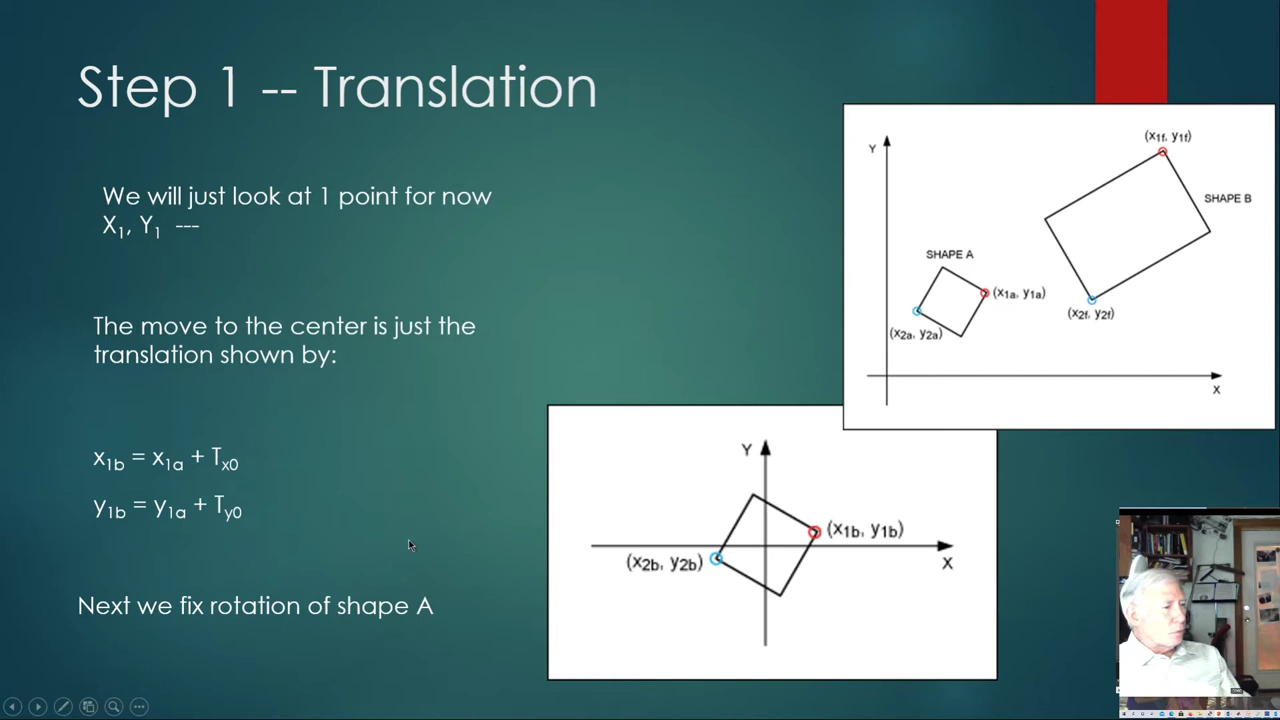 Step 1 -- Translation
We will just look at 1 point for now
X1, Y1 ---
The move to the center is just the
translation shown by:
x1b = x1a + Tx0
y1b = y1a + Ty0
Next we fix rotation of shape A
Y
(x1f, y1f)
SHAPE B
SHAPE A
(x1a, y1a)
(x2f, y2f)
(x2a, y2a)
X
Y
(x1b, y1b)
(x2b, y2b)
X